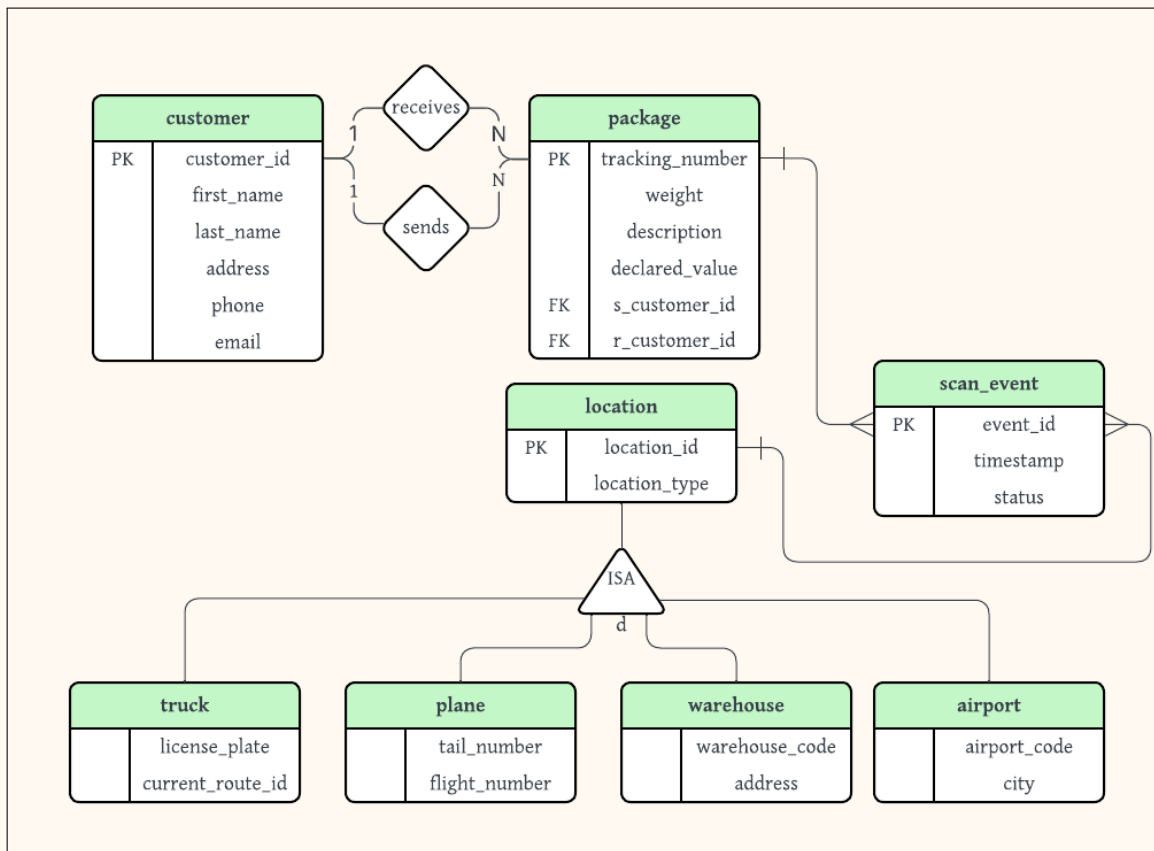 customer
PK customer_id
first_name
last_name
address
phone
email
receives
1 N
1 N
sends
package
PK tracking_number
weight
description
declared_value
FK s_customer_id
FK r_customer_id
location
PK location_id
location_type
scan_event
PK event_id
timestamp
status
ISA
d
truck
license_plate
current_route_id
plane
tail_number
flight_number
warehouse
warehouse_code
address
airport
airport_code
city